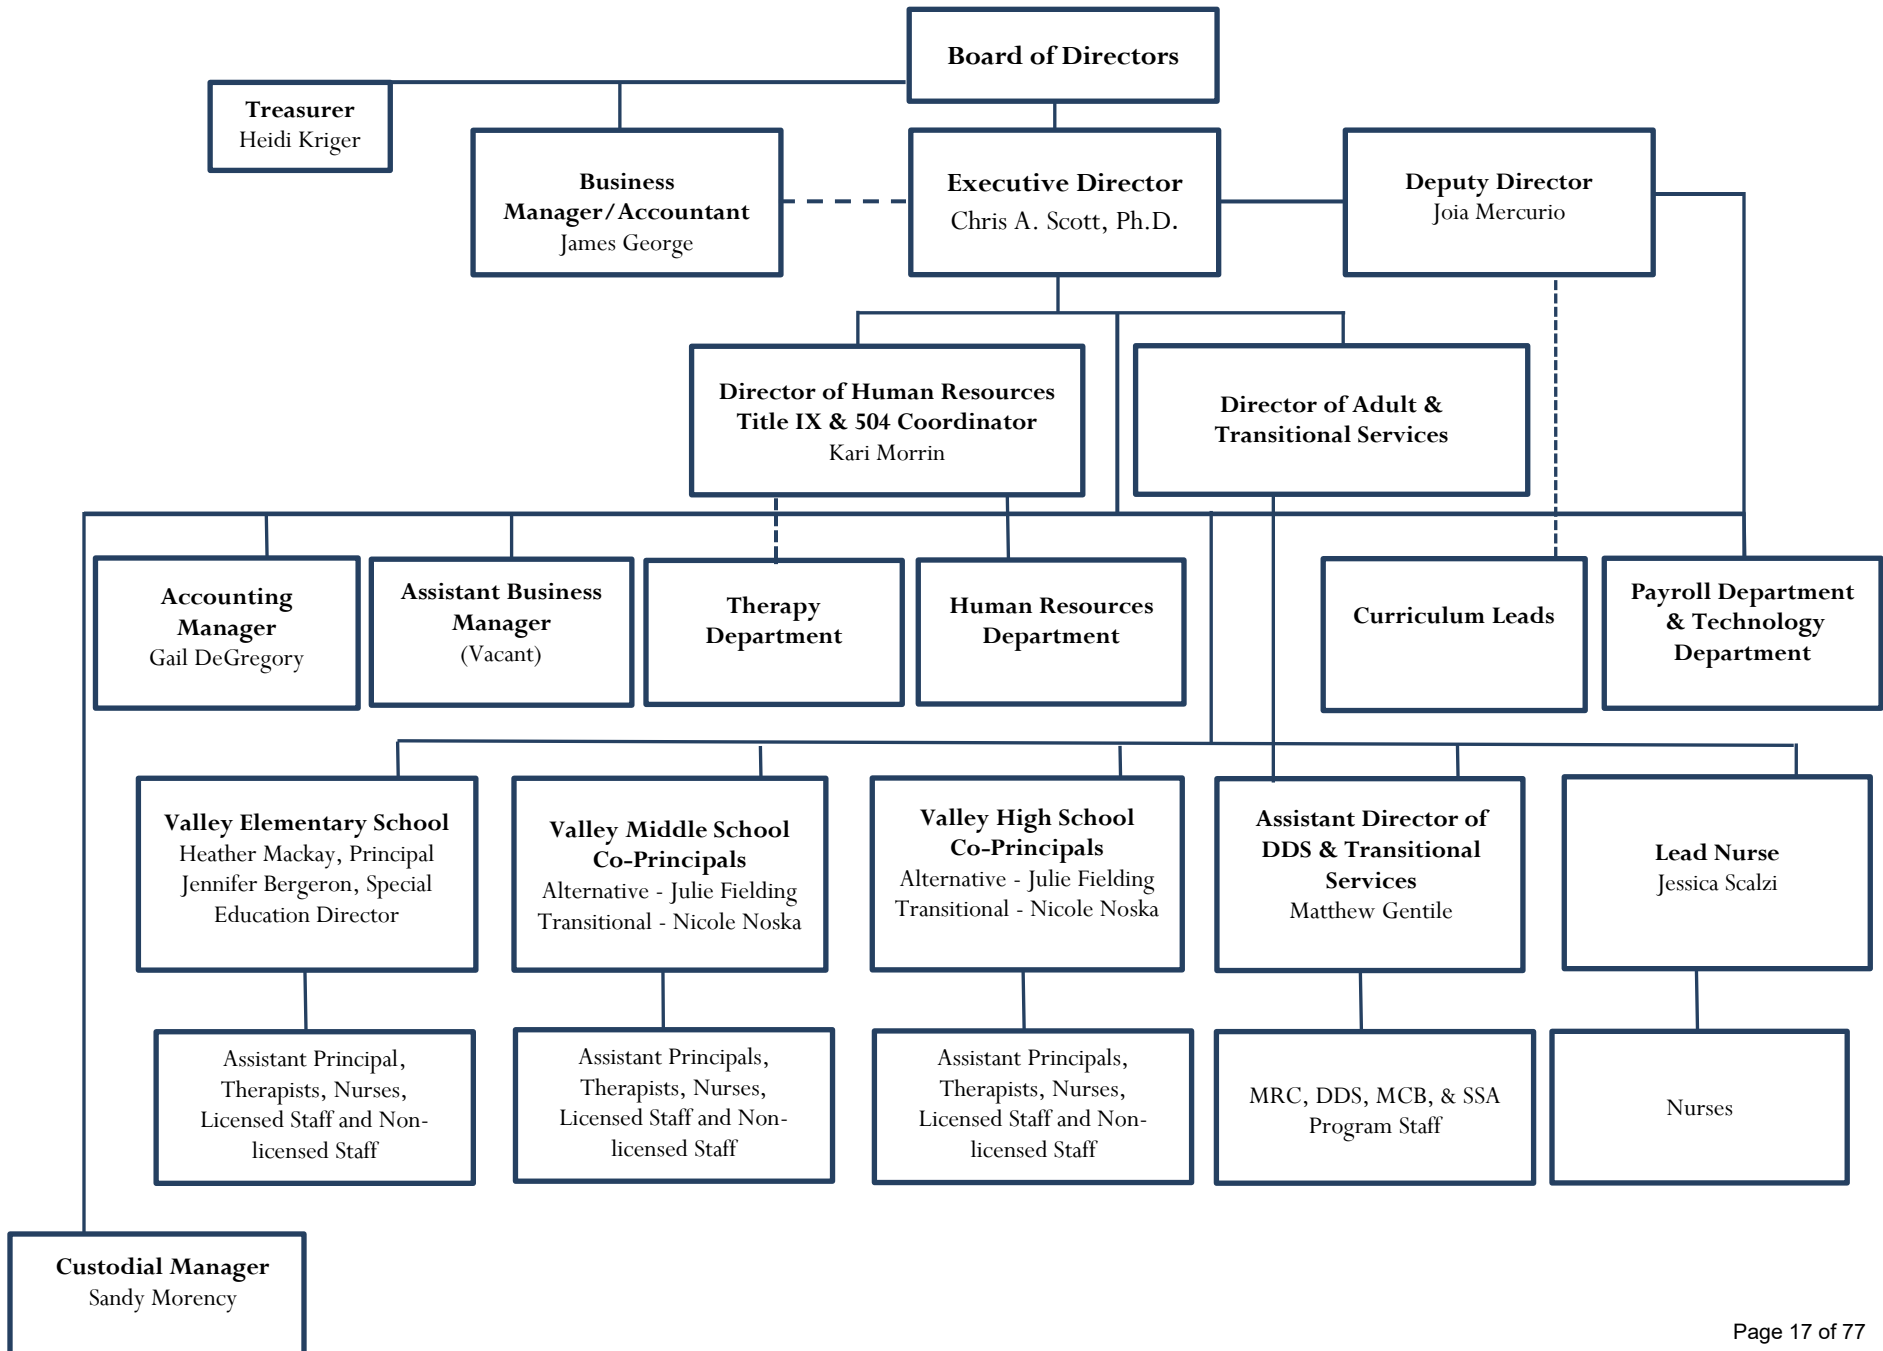 Board of Directors
Treasurer
Heidi Kriger
Business
Manager/Accountant
James George
Executive Director
Chris A. Scott, Ph.D.
Deputy Director
Joia Mercurio
Director of Human Resources
Title IX & 504 Coordinator
Kari Morrin
Director of Adult &
Transitional Services
Accounting
Manager
Gail DeGregory
Assistant Business
Manager
(Vacant)
Therapy
Department
Human Resources
Department
Curriculum Leads
Payroll Department
& Technology
Department
Valley Elementary School
Heather Mackay, Principal
Jennifer Bergeron, Special
Education Director
Valley Middle School
Co-Principals
Alternative - Julie Fielding
Transitional - Nicole Noska
Valley High School
Co-Principals
Alternative - Julie Fielding
Transitional - Nicole Noska
Assistant Director of
DDS & Transitional
Services
Matthew Gentile
Lead Nurse
Jessica Scalzi
Assistant Principal,
Therapists, Nurses,
Licensed Staff and Non-
licensed Staff
Assistant Principals,
Therapists, Nurses,
Licensed Staff and Non-
licensed Staff
Assistant Principals,
Therapists, Nurses,
Licensed Staff and Non-
licensed Staff
MRC, DDS, MCB, & SSA
Program Staff
Nurses
Custodial Manager
Sandy Morency
Page 17 of 77